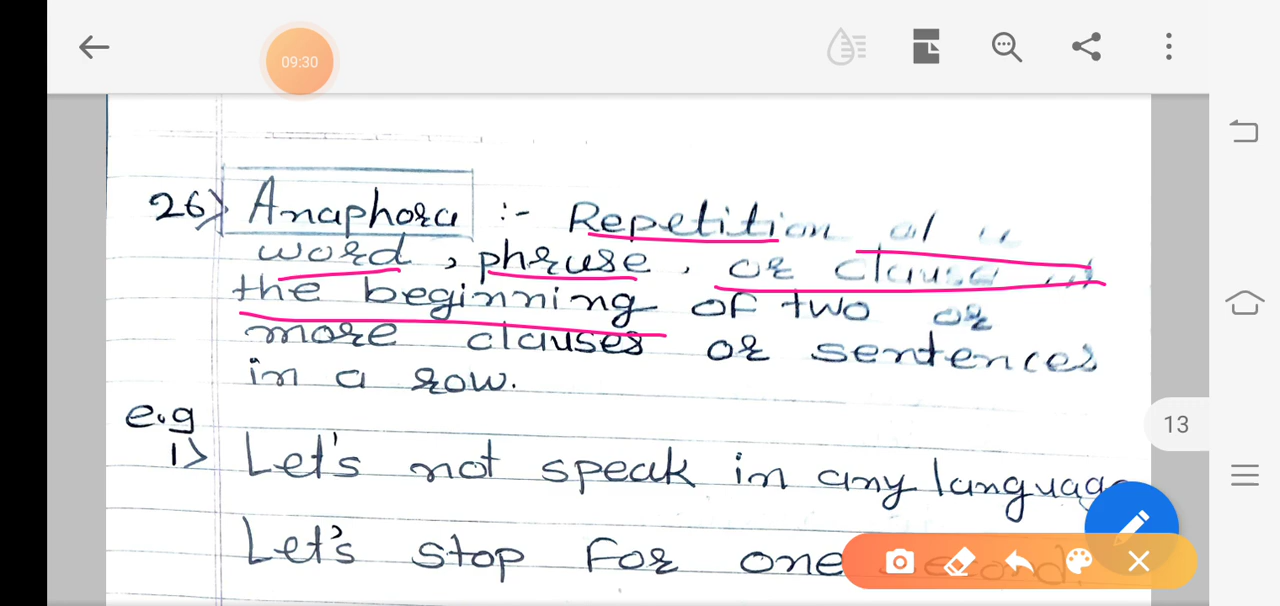 09:30
26) Anaphora :- Repetition of a
word, phrase, or clause at
the beginning of two or
more clauses or sentences
in a row.
e.g
1) Let's not speak in any language
13
Let's stop for one second.